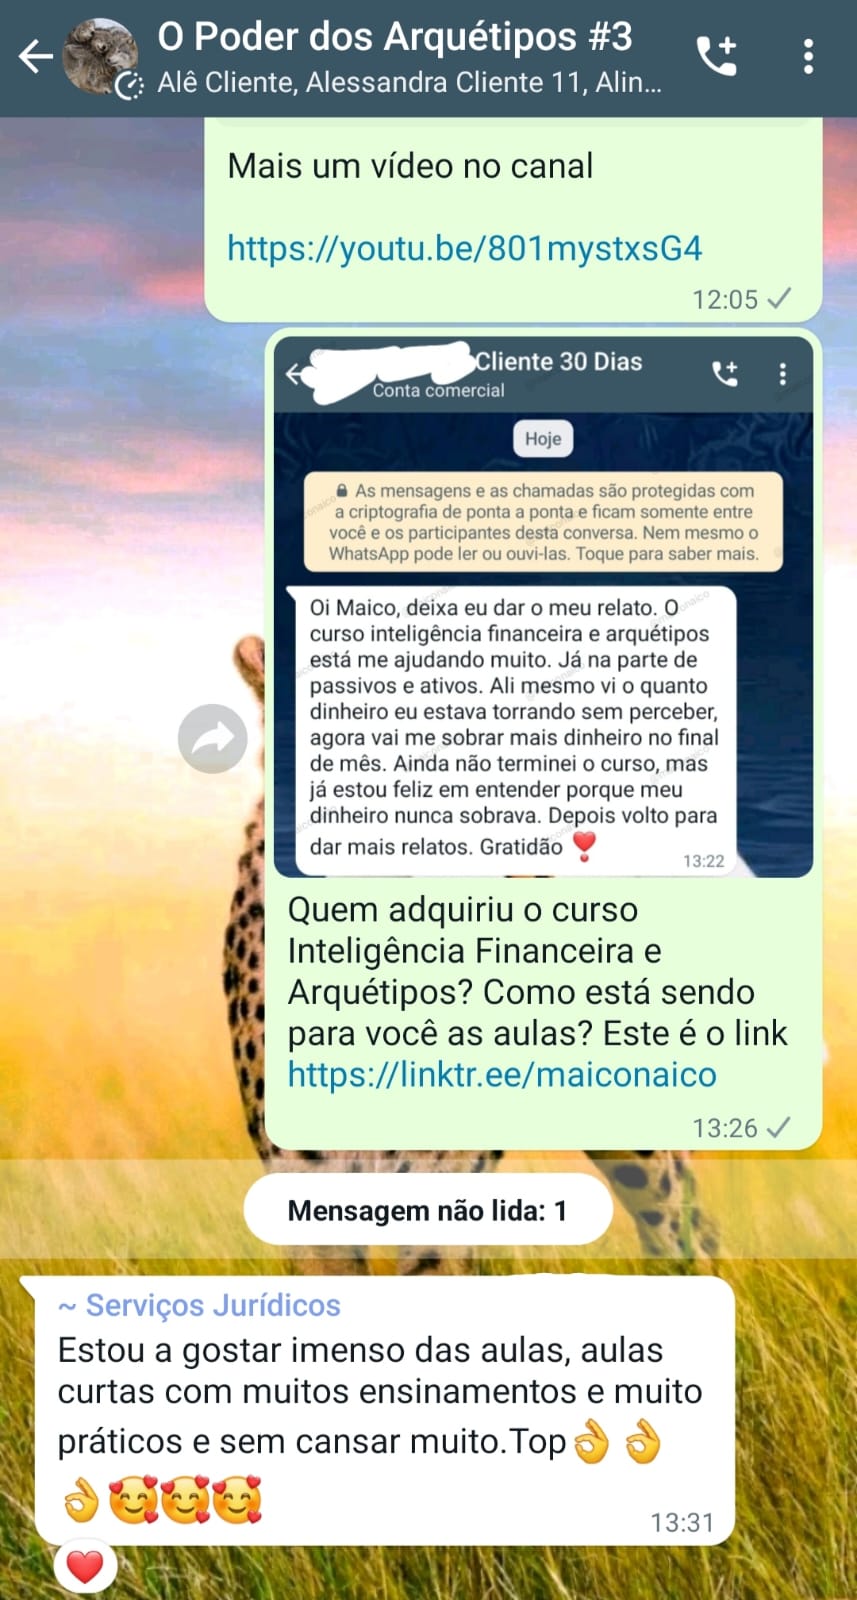 O Poder dos Arquétipos #3
Alê Cliente, Alessandra Cliente 11, Alin...
Mais um vídeo no canal
https://youtu.be/801mystxsG4
12:05
Cliente 30 Dias
Conta comercial
Hoje
As mensagens e as chamadas são protegidas com
a criptografia de ponta a ponta e ficam somente entre
você e os participantes desta conversa. Nem mesmo o
WhatsApp pode ler ou ouvi-las. Toque para saber mais.
Oi Maico, deixa eu dar o meu relato. O
curso inteligência financeira e arquétipos
está me ajudando muito. Já na parte de
passivos e ativos. Ali mesmo vi o quanto
dinheiro eu estava torrando sem perceber,
agora vai me sobrar mais dinheiro no final
de mês. Ainda não terminei o curso, mas
já estou feliz em entender porque meu
dinheiro nunca sobrava. Depois volto para
dar mais relatos. Gratidão ❣️
13:22
Quem adquiriu o curso
Inteligência Financeira e
Arquétipos? Como está sendo
para você as aulas? Este é o link
https://linktr.ee/maiconaico
13:26
Mensagem não lida: 1
~ Serviços Jurídicos
Estou a gostar imenso das aulas, aulas
curtas com muitos ensinamentos e muito
práticos e sem cansar muito.Top👌👌
👌🥰🥰🥰
13:31